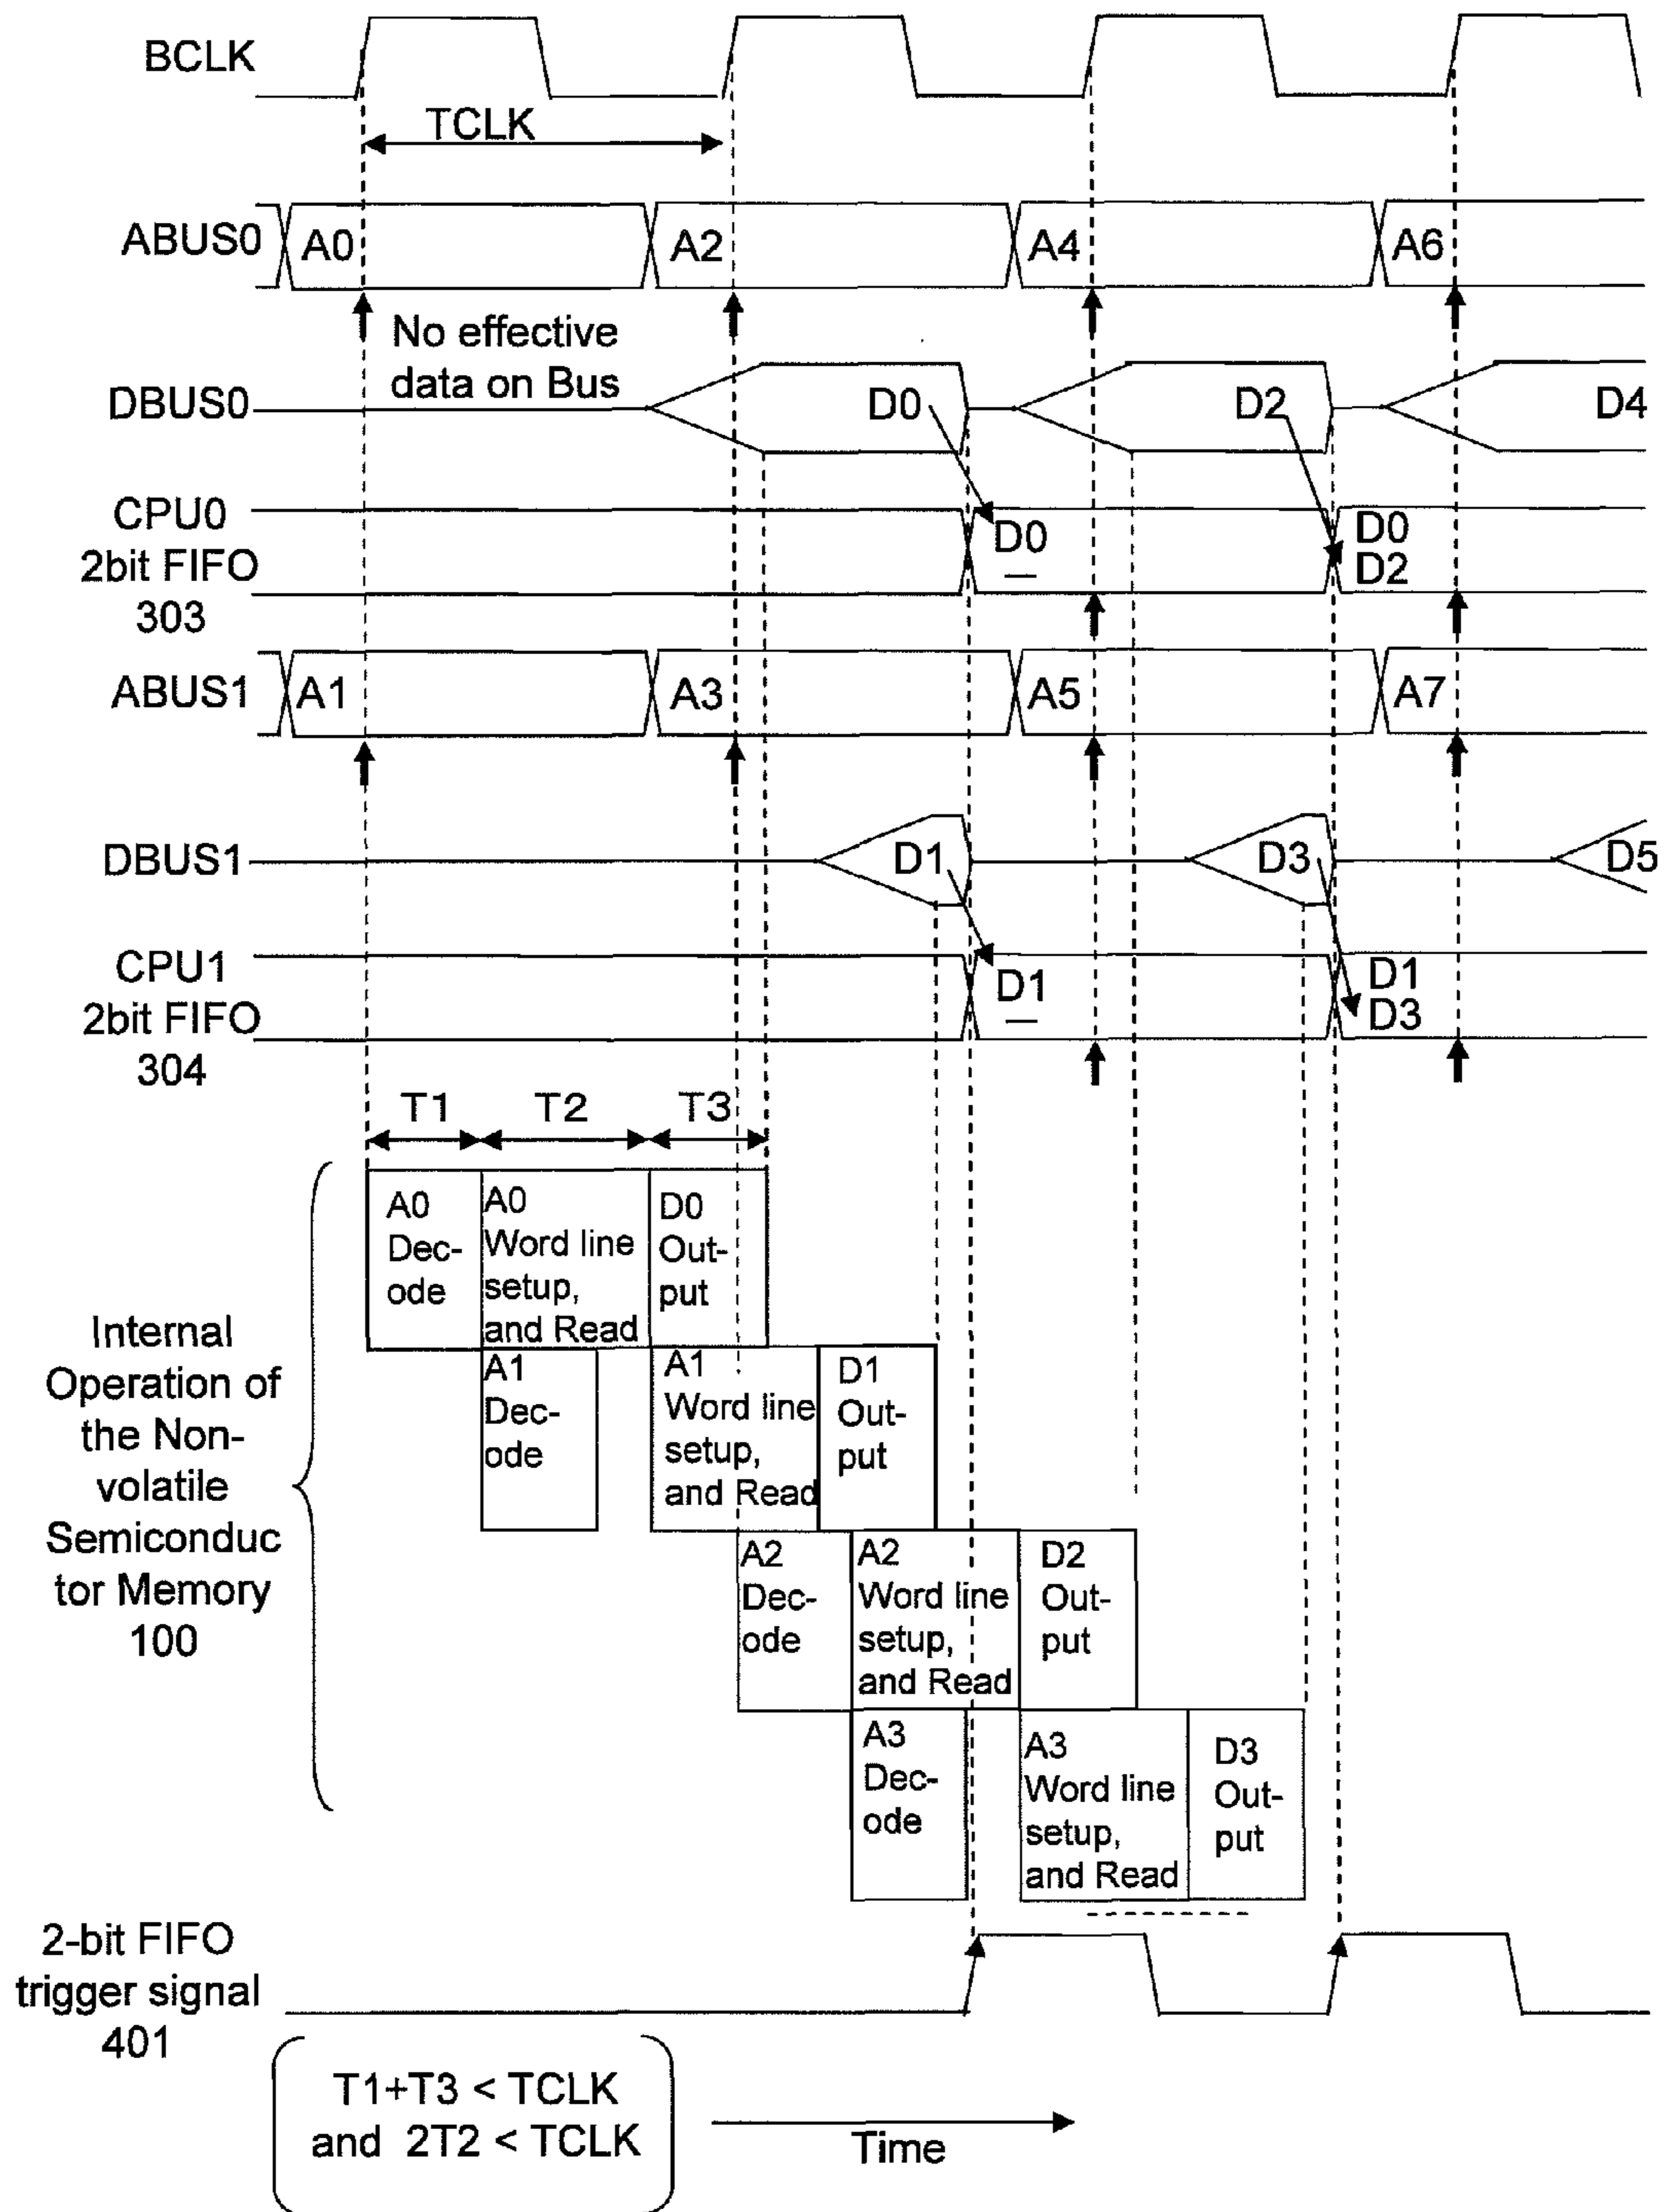 BCLK
TCLK
ABUS0
A0
A2
A4
A6
No effective
data on Bus
DBUS0
D0
D2
D4
CPU0
2bit FIFO
303
D0
—
D0
D2
ABUS1
A1
A3
A5
A7
DBUS1
D1
D3
D5
CPU1
2bit FIFO
304
D1
—
D1
D3
T1
T2
T3
Internal
Operation of
the Non-
volatile
Semiconduc
tor Memory
100
A0
Dec-
ode
A0
Word line
setup,
and Read
D0
Out-
put
A1
Dec-
ode
A1
Word line
setup,
and Read
D1
Out-
put
A2
Dec-
ode
A2
Word line
setup,
and Read
D2
Out-
put
A3
Dec-
ode
A3
Word line
setup,
and Read
D3
Out-
put
2-bit FIFO
trigger signal
401
T1+T3 < TCLK
and 2T2 < TCLK
Time